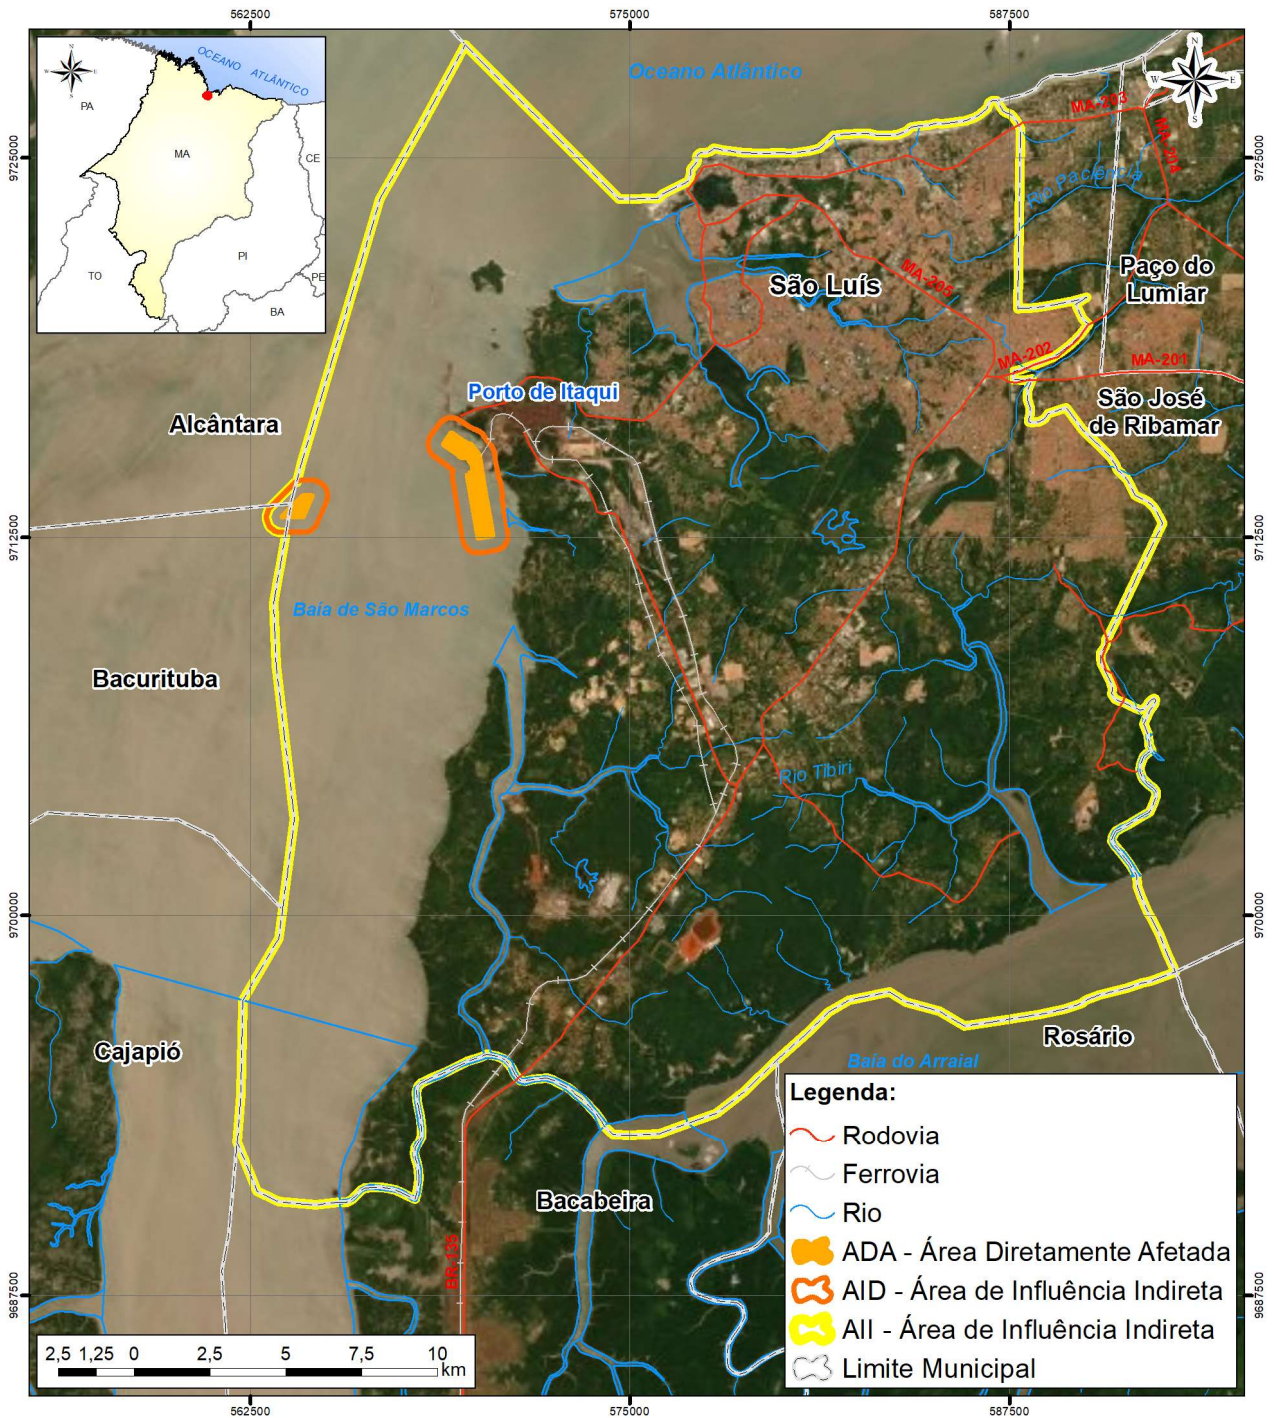 562500
575000
587500
OCEANO ATLÂNTICO
N
W
E
S
PA
MA
CE
TO
PI
PE
BA
Oceano Atlântico
N
W
E
S
MA-203
MA-204
9725000
9725000
Rio Paciência
São Luís
MA-205
Paço do
Lumiar
MA-202
MA-201
Porto de Itaqui
São José
de Ribamar
Alcântara
9712500
9712500
Baía de São Marcos
Bacurituba
Rio Tibiri
9700000
9700000
Cajapió
Rosário
Baía do Arraial
Bacabeira
BR-135
9687500
9687500
Legenda:
Rodovia
Ferrovia
Rio
ADA - Área Diretamente Afetada
AID - Área de Influência Indireta
AII - Área de Influência Indireta
Limite Municipal
2,5 1,25 0 2,5 5 7,5 10
km
562500
575000
587500